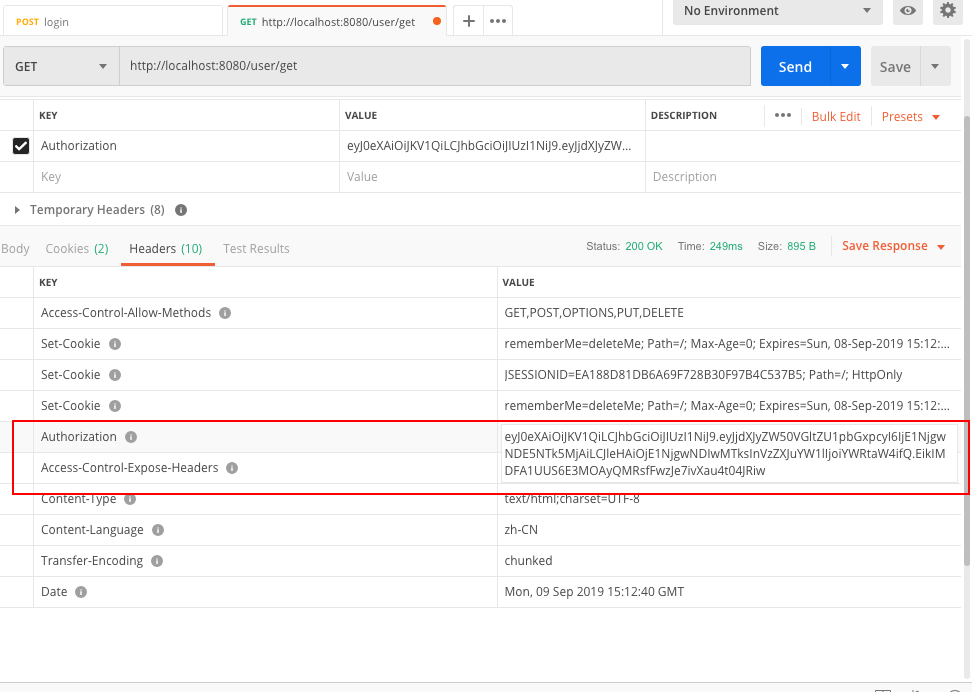 POST login
GET http://localhost:8080/user/get
No Environment
GET http://localhost:8080/user/get Send Save
KEY VALUE DESCRIPTION Bulk Edit Presets
Authorization eyJ0eXAiOiJKV1QiLCJhbGciOiJIUzI1NiJ9.eyJjdXJyZW...
Key Value Description
Temporary Headers (8)
Body Cookies (2) Headers (10) Test Results Status: 200 OK Time: 249ms Size: 895 B Save Response
KEY VALUE
Access-Control-Allow-Methods GET,POST,OPTIONS,PUT,DELETE
Set-Cookie rememberMe=deleteMe; Path=/; Max-Age=0; Expires=Sun, 08-Sep-2019 15:12:...
Set-Cookie JSESSIONID=EA188D81DB6A69F728B30F97B4C537B5; Path=/; HttpOnly
Set-Cookie rememberMe=deleteMe; Path=/; Max-Age=0; Expires=Sun, 08-Sep-2019 15:12:...
Authorization eyJ0eXAiOiJKV1QiLCJhbGciOiJIUzI1NiJ9.eyJjdXJyZW50VGltZU1pbGxpcyI6IjE1Njgw
NDE5NTk5MjAiLCJleHAiOjE1NjgwNDIwMTksInVzZXJuYW1lIjoiYWRtaW4ifQ.EikIM
Access-Control-Expose-Headers DFA1UUS6E3MOAyQMRsfFwzJe7ivXau4t04JRiw
Content-Type text/html;charset=UTF-8
Content-Language zh-CN
Transfer-Encoding chunked
Date Mon, 09 Sep 2019 15:12:40 GMT